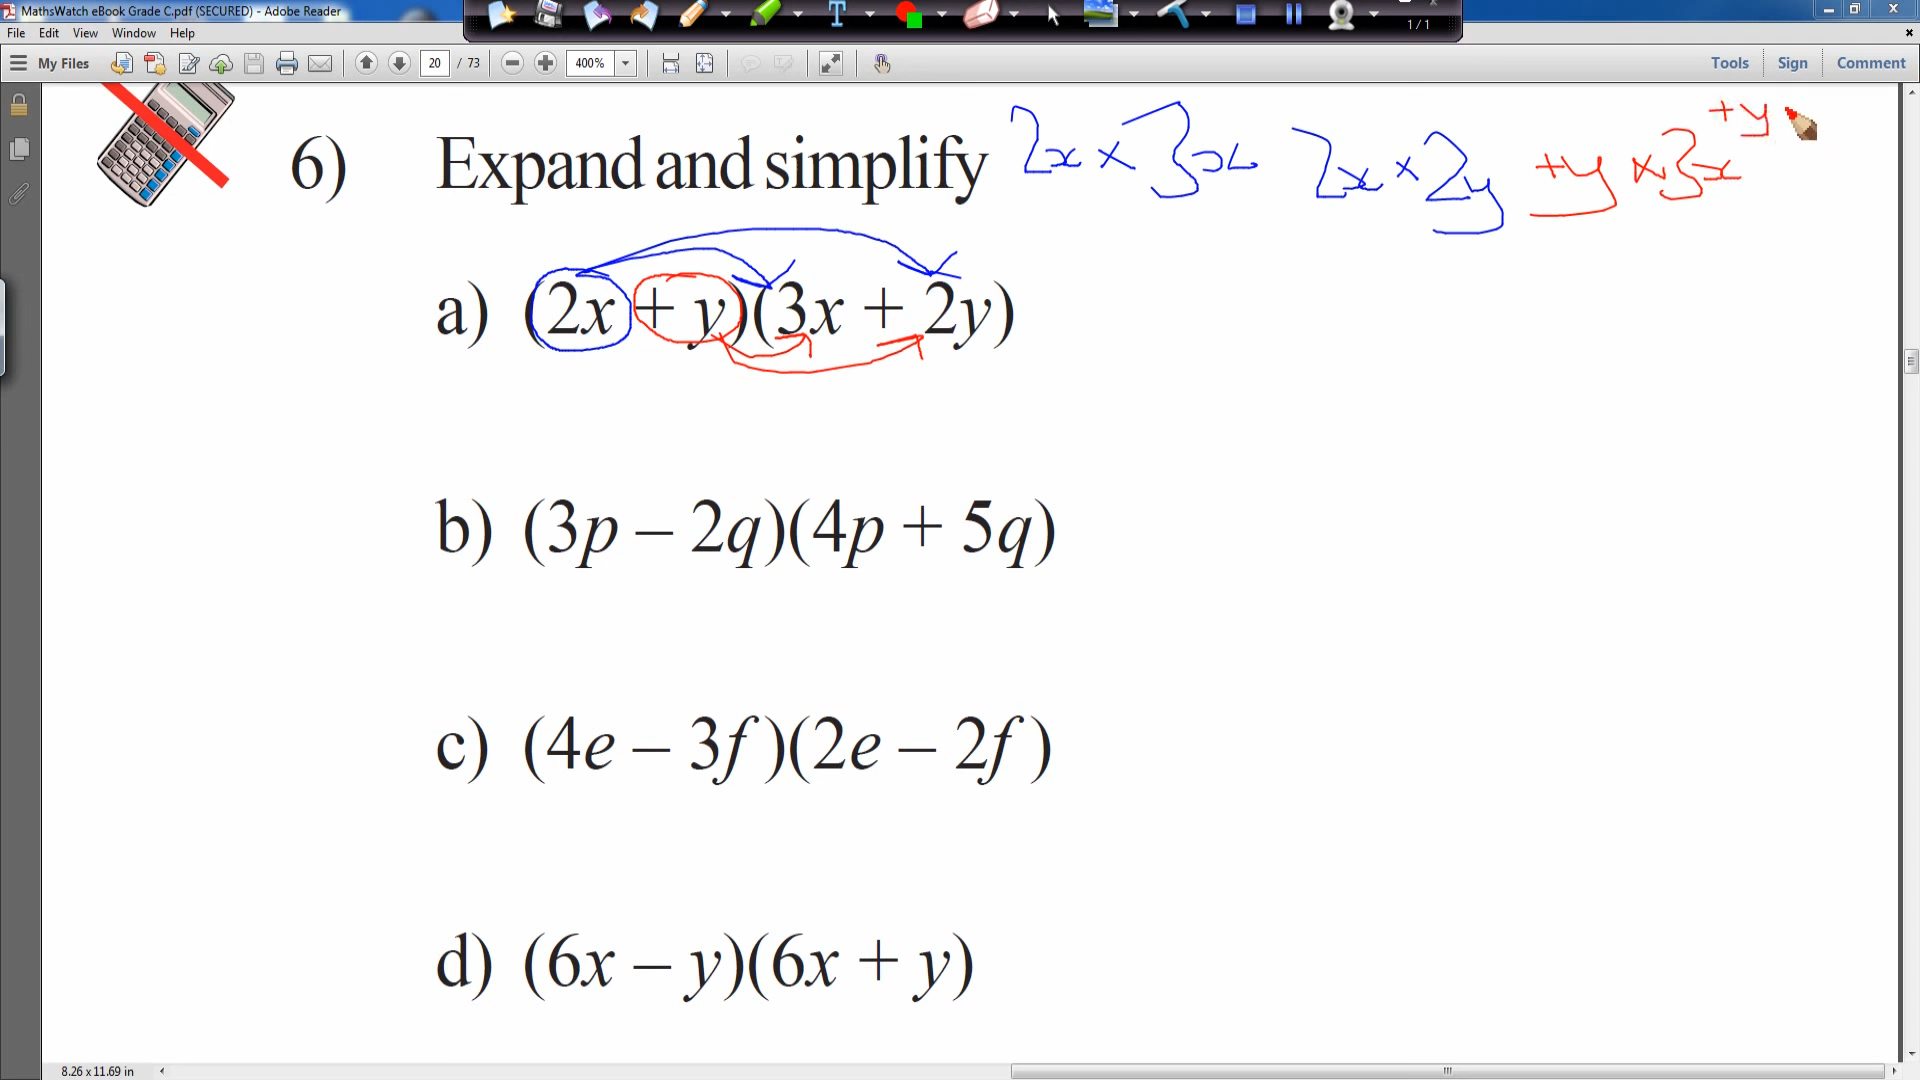 MathsWatch eBook Grade C.pdf (SECURED) - Adobe Reader
File Edit View Window Help
1 / 1
My Files 20 / 73 400% Tools Sign Comment
+y
6) Expand and simplify 2x × 3x 2x × 2y +y × 3x
a) (2x + y)(3x + 2y)
b) (3p – 2q)(4p + 5q)
c) (4e – 3f)(2e – 2f)
d) (6x – y)(6x + y)
8.26 x 11.69 in